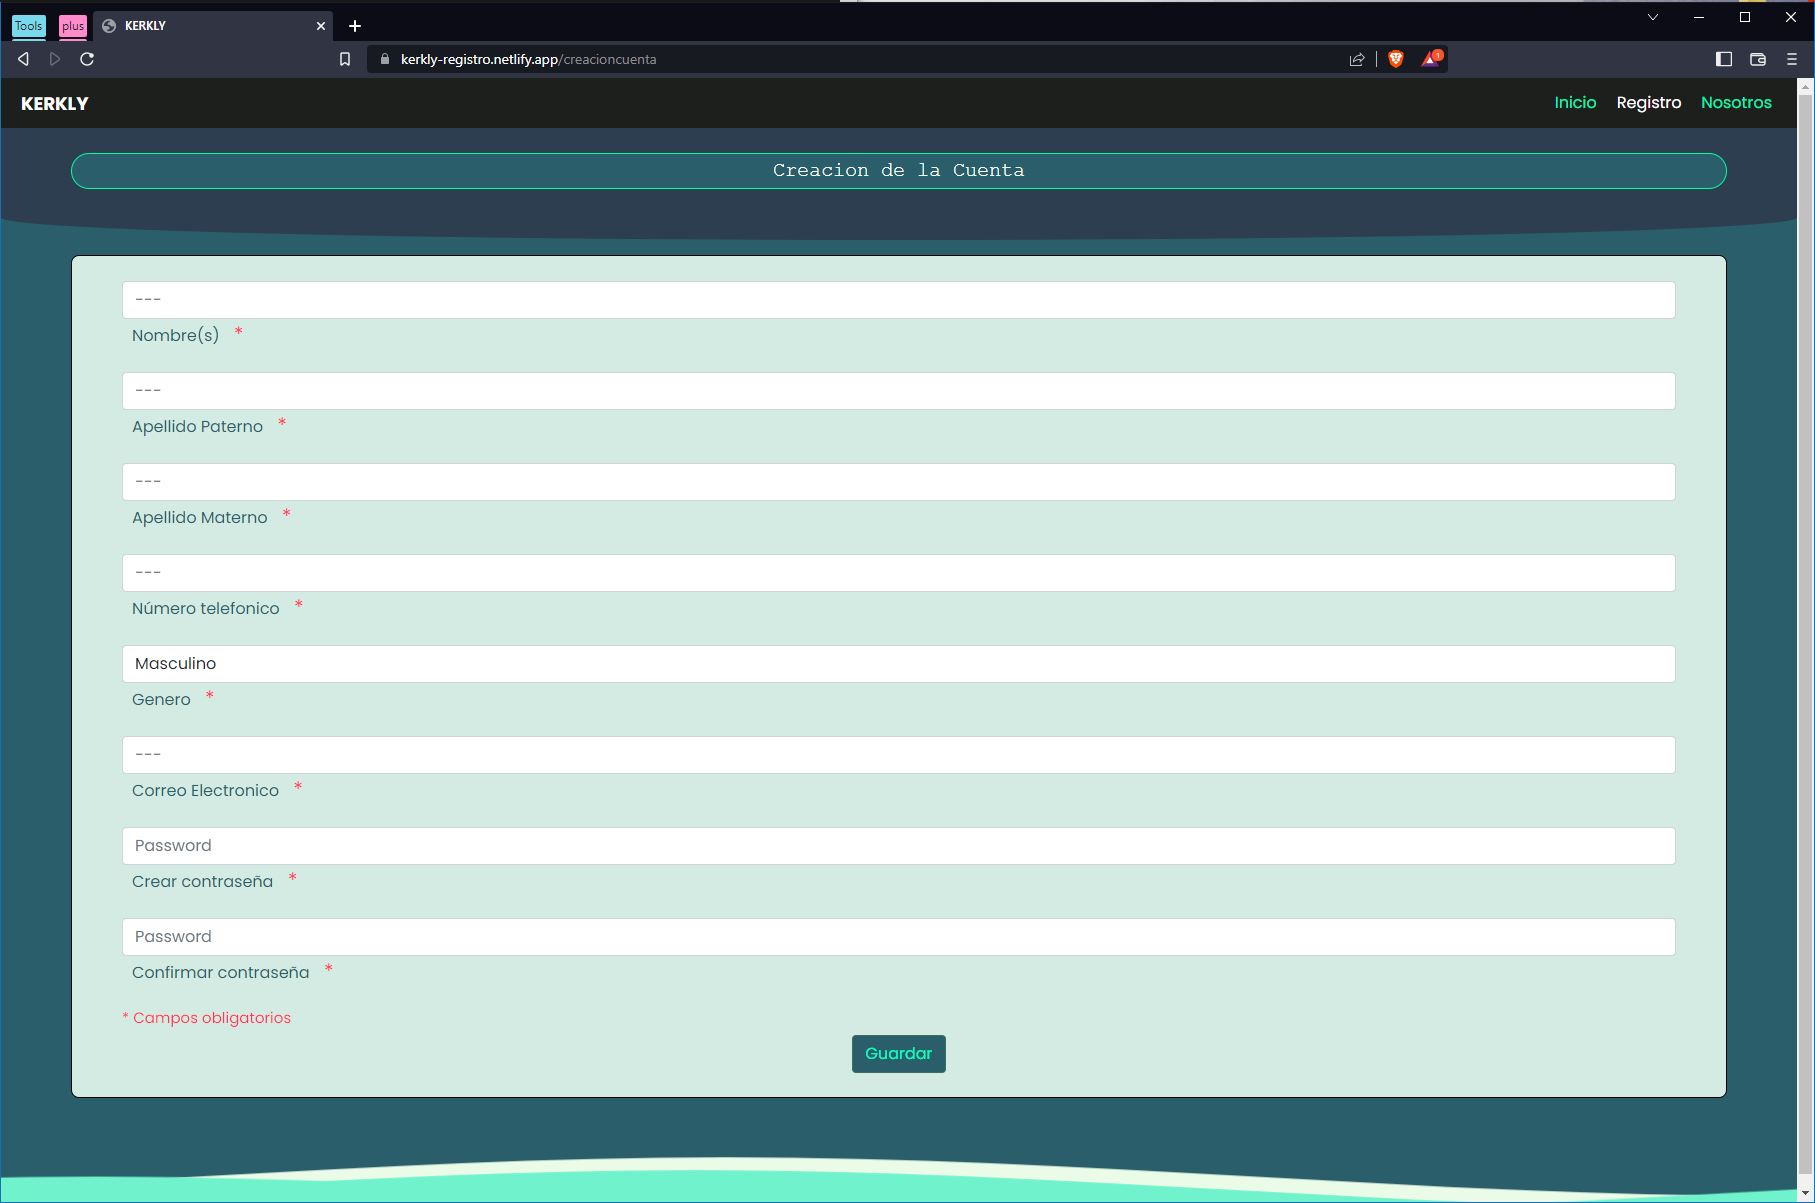 Tools plus KERKLY
kerkly-registro.netlify.app/creacioncuenta 1
KERKLY Inicio Registro Nosotros
Creacion de la Cuenta
---
Nombre(s) *
---
Apellido Paterno *
---
Apellido Materno *
---
Número telefonico *
Masculino
Genero *
---
Correo Electronico *
Password
Crear contraseña *
Password
Confirmar contraseña *
* Campos obligatorios
Guardar